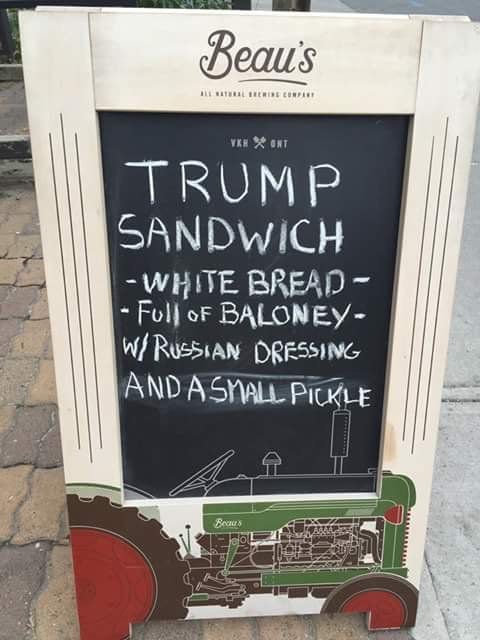 Beau's
ALL NATURAL BREWING COMPANY
VKH ONT
TRUMP
SANDWICH
-WHITE BREAD-
-Full OF BALONEY-
W/ RUSSIAN DRESSING
AND A SMALL PICKLE
Beau's